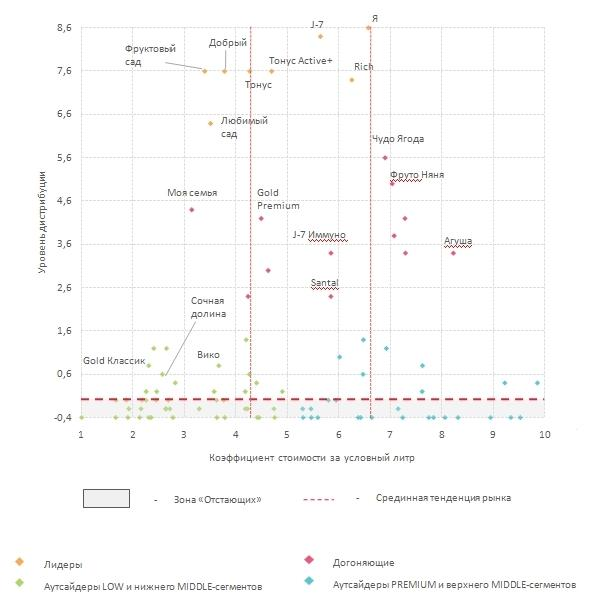 8,6
7,6
6,6
5,6
4,6
3,6
2,6
1,6
0,6
-0,4
Уровень дистрибуции
J-7
Я
Фруктовый
сад
Добрый
Тонус Active+
Rich
Тонус
Любимый
сад
Чудо Ягода
Фруто Няня
Моя семья
Gold
Premium
J-7 Иммуно
Агуша
Santal
Сочная
долина
Gold Классик
Вико
1 2 3 4 5 6 7 8 9 10
Коэффициент стоимости за условный литр
- Зона «Отстающих»
- Срединная тенденция рынка
Лидеры
Догоняющие
Аутсайдеры LOW и нижнего MIDDLE-сегментов
Аутсайдеры PREMIUM и верхнего MIDDLE-сегментов